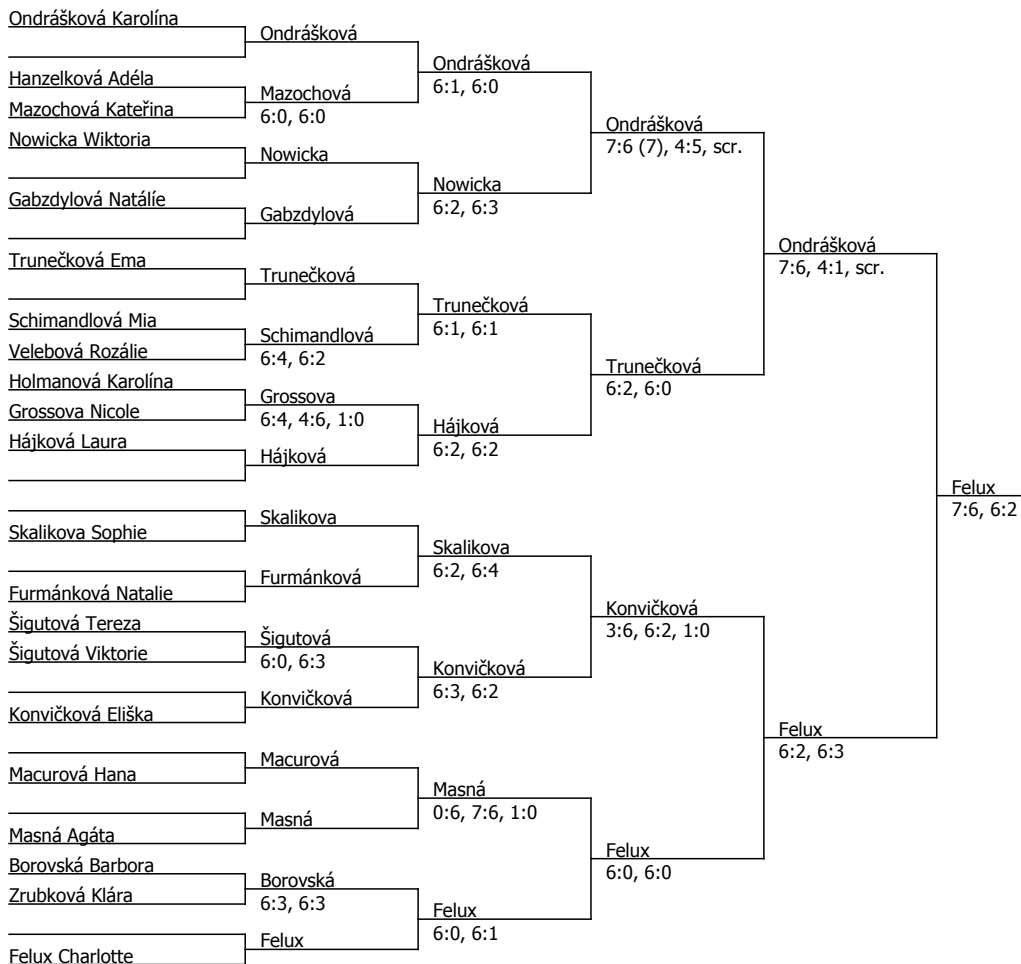 Ondrášková Karolína
Ondrášková
Ondrášková
6:1, 6:0
Hanzelková Adéla
Mazochová
6:0, 6:0
Mazochová Kateřina
Ondrášková
7:6 (7), 4:5, scr.
Nowicka Wiktoria
Nowicka
Nowicka
6:2, 6:3
Gabzdylová Natálíe
Gabzdylová
Ondrášková
7:6, 4:1, scr.
Trunečková Ema
Trunečková
Trunečková
6:1, 6:1
Schimandlová Mia
Schimandlová
6:4, 6:2
Velebová Rozálie
Trunečková
6:2, 6:0
Holmanová Karolína
Grossova
6:4, 4:6, 1:0
Grossova Nicole
Hájková
6:2, 6:2
Hájková Laura
Hájková
Felux
7:6, 6:2
Skalikova
Skalikova Sophie
Skalikova
6:2, 6:4
Furmánková
Furmánková Natalie
Konvičková
3:6, 6:2, 1:0
Šigutová Tereza
Šigutová
6:0, 6:3
Šigutová Viktorie
Konvičková
6:3, 6:2
Konvičková
Konvičková Eliška
Felux
6:2, 6:3
Macurová
Macurová Hana
Masná
0:6, 7:6, 1:0
Masná
Masná Agáta
Felux
6:0, 6:0
Borovská Barbora
Borovská
6:3, 6:3
Zrubková Klára
Felux
6:0, 6:1
Felux
Felux Charlotte